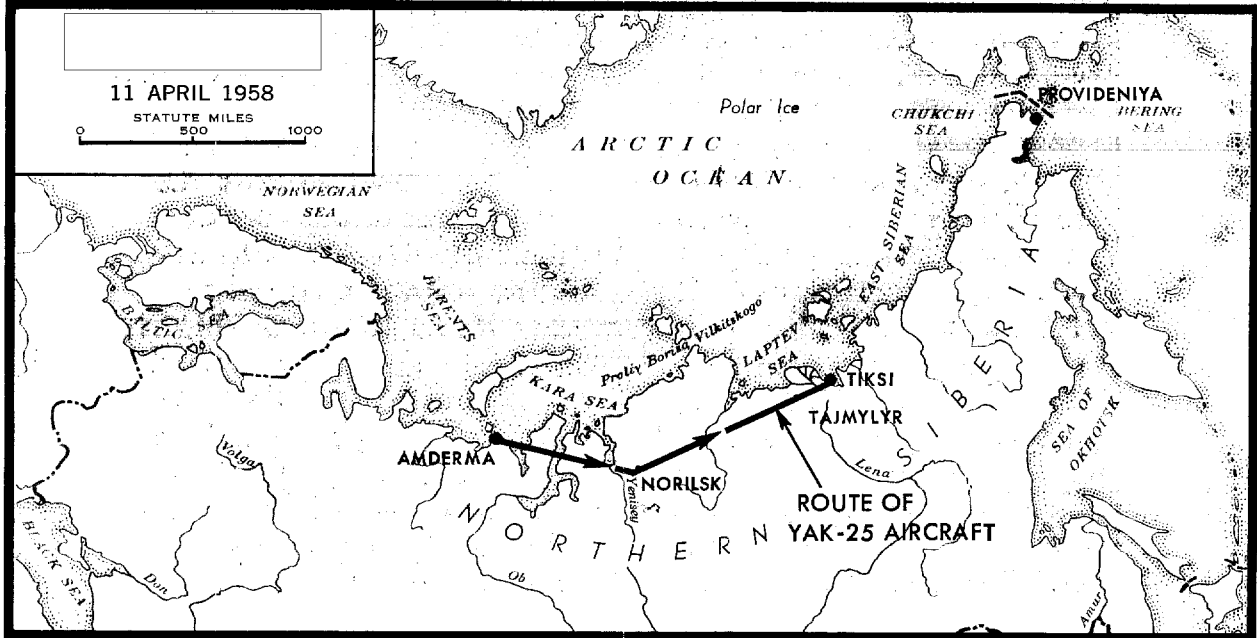 11 APRIL 1958
STATUTE MILES
0 500 1000
NORWEGIAN
SEA
Polar Ice
ARCTIC
OCEAN
CHUKCHI
SEA
PROVIDENIYA
BERING
SEA
EAST SIBERIAN
SEA
BARENTS
SEA
BALTIC SEA
KARA SEA
Proliv Borisa Vilkitskogo
LAPTEV
SEA
TIKSI
TAJMYLYR
SIBERIA
SEA OF
OKHOTSK
AMDERMA
NORILSK
Volga
Yenisey
Lena
ROUTE OF
YAK-25 AIRCRAFT
NORTHERN
BLACK SEA
Don
Ob
Amur